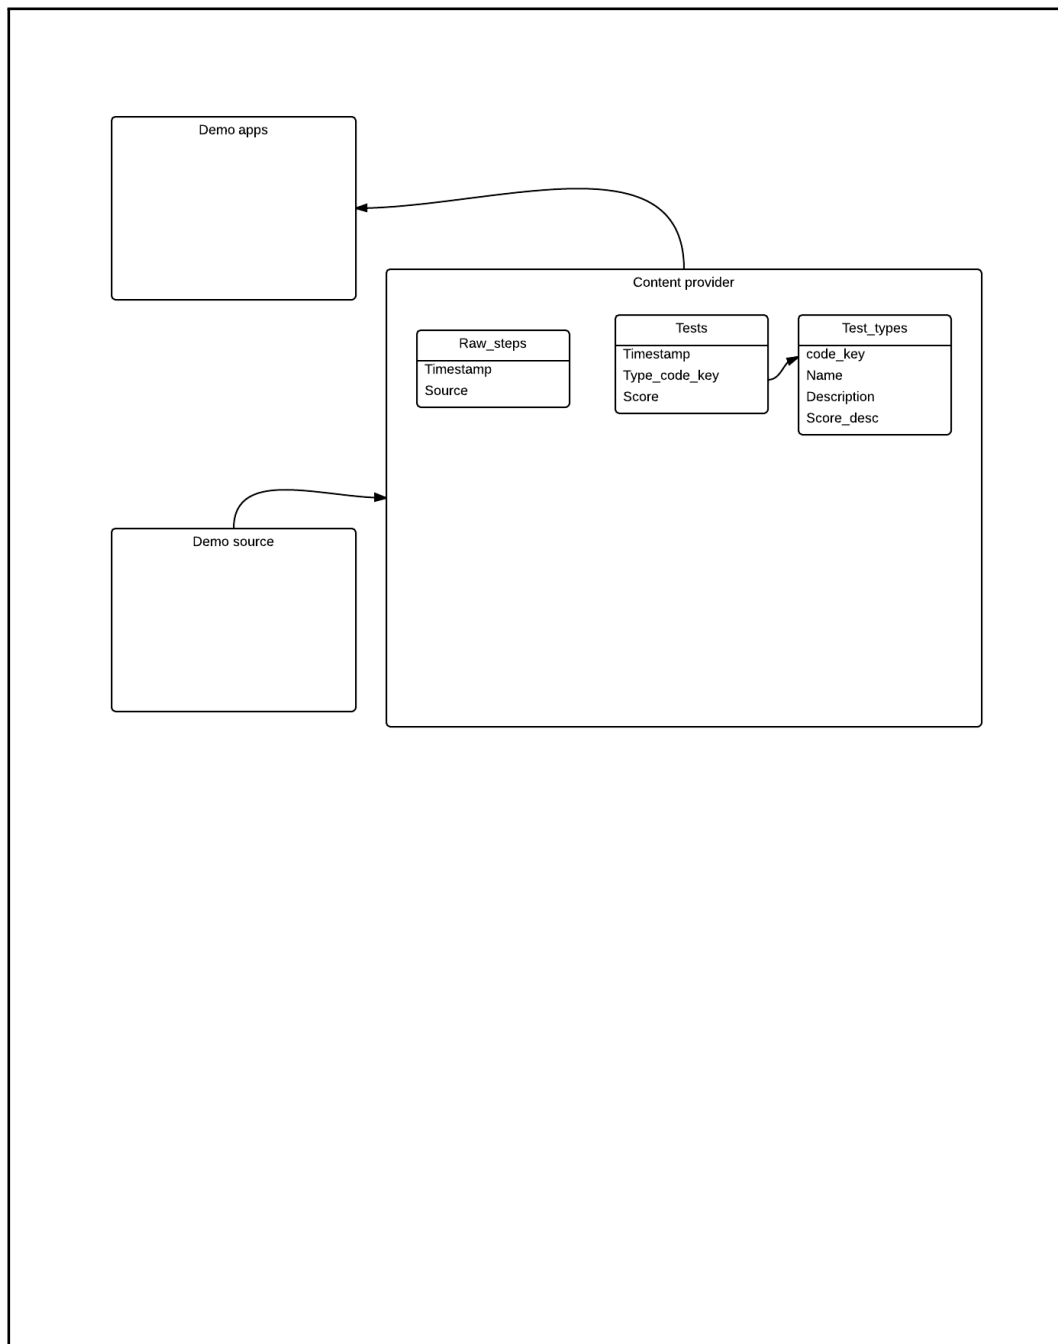 Demo apps
Content provider
Raw_steps
Timestamp
Source
Tests
Timestamp
Type_code_key
Score
Test_types
code_key
Name
Description
Score_desc
Demo source